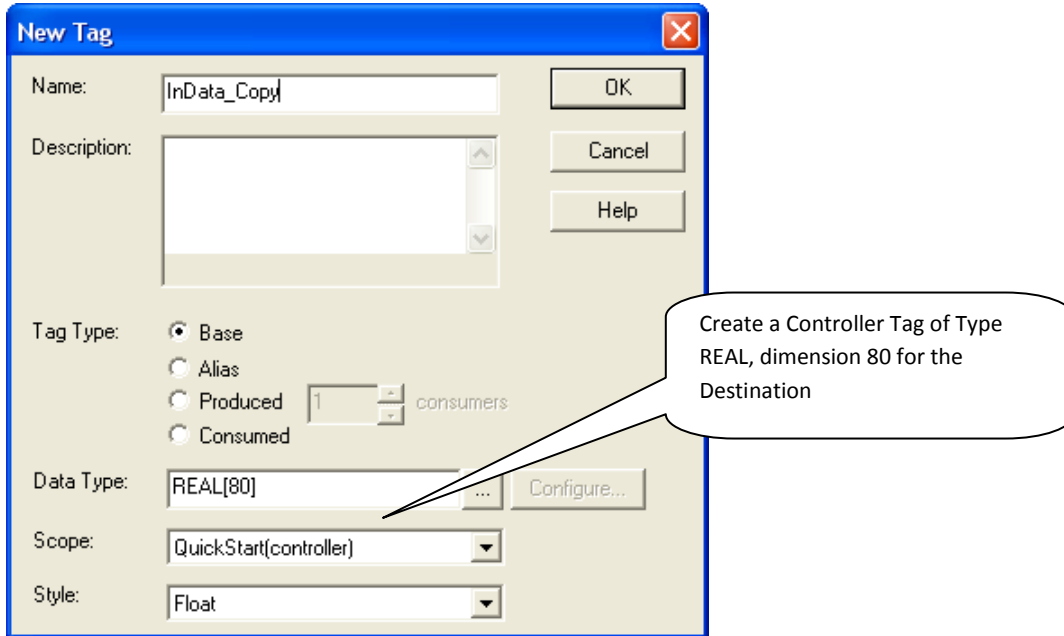 New Tag
Name:
InData_Copy
OK
Description:
Cancel
Help
Tag Type:
Base
Alias
Produced
1
consumers
Consumed
Data Type:
REAL[80]
...
Configure...
Scope:
QuickStart(controller)
Style:
Float
Create a Controller Tag of Type
REAL, dimension 80 for the
Destination